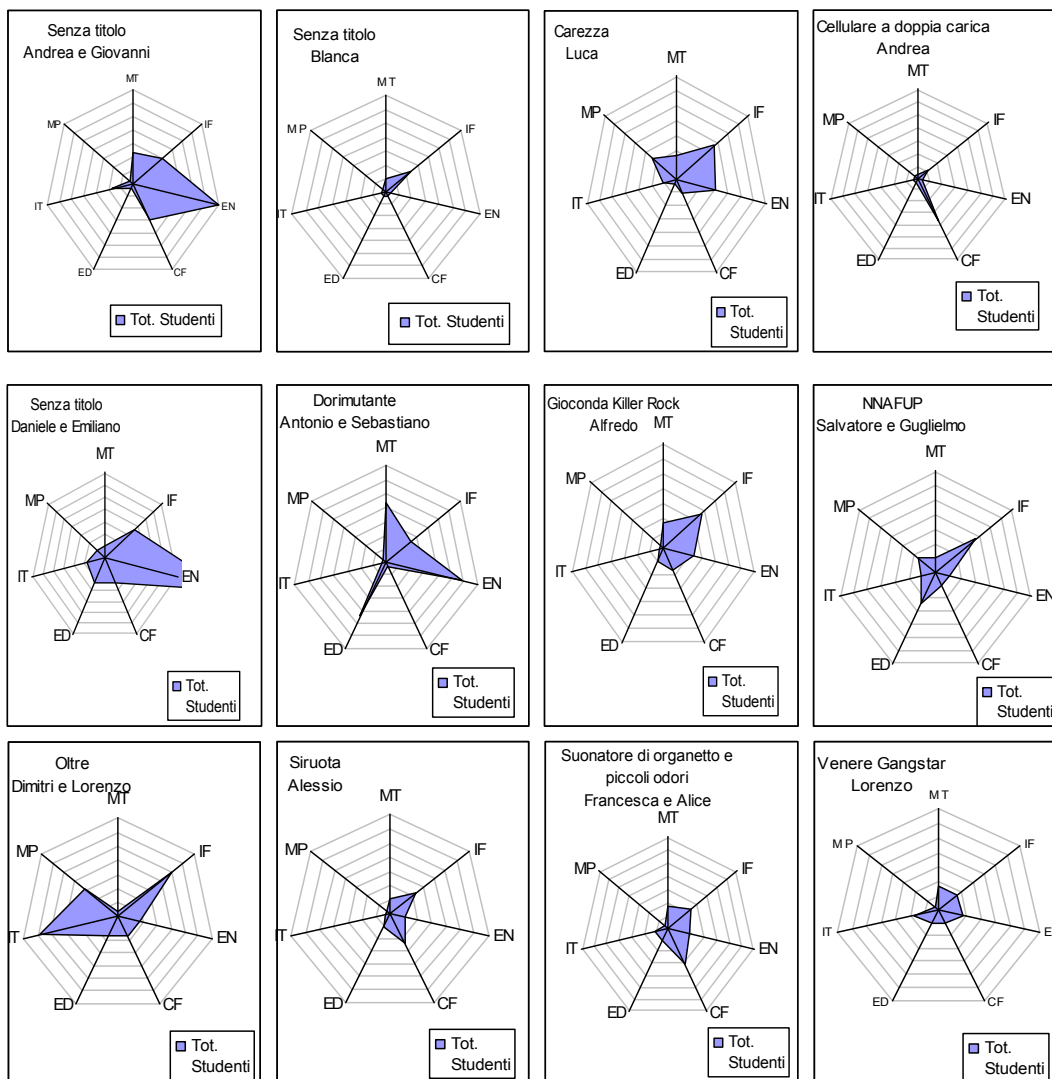 Senza titolo
Andrea e Giovanni
MT
MP
IF
IT
EN
ED
CF
Tot. Studenti
Senza titolo
Blanca
MT
MP
IF
IT
EN
ED
CF
Tot. Studenti
Carezza
Luca
MT
MP
IF
IT
EN
ED
CF
Tot.
Studenti
Cellulare a doppia carica
Andrea
MT
MP
IF
IT
EN
ED
CF
Tot.
Studenti
Senza titolo
Daniele e Emiliano
MT
MP
IF
IT
EN
ED
CF
Tot.
Studenti
Dorimutante
Antonio e Sebastiano
MT
MP
IF
IT
EN
ED
CF
Tot.
Studenti
Gioconda Killer Rock
Alfredo
MT
MP
IF
IT
EN
ED
CF
Tot.
Studenti
NNAFUP
Salvatore e Guglielmo
MT
MP
IF
IT
EN
ED
CF
Tot.
Studenti
Oltre
Dimitri e Lorenzo
MT
MP
IF
IT
EN
ED
CF
Tot.
Studenti
Siruota
Alessio
MT
MP
IF
IT
EN
ED
CF
Tot.
Studenti
Suonatore di organetto e
piccoli odori
Francesca e Alice
MT
MP
IF
IT
EN
ED
CF
Tot.
Studenti
Venere Gangstar
Lorenzo
MT
MP
IF
IT
ED
CF
Tot.
Studenti